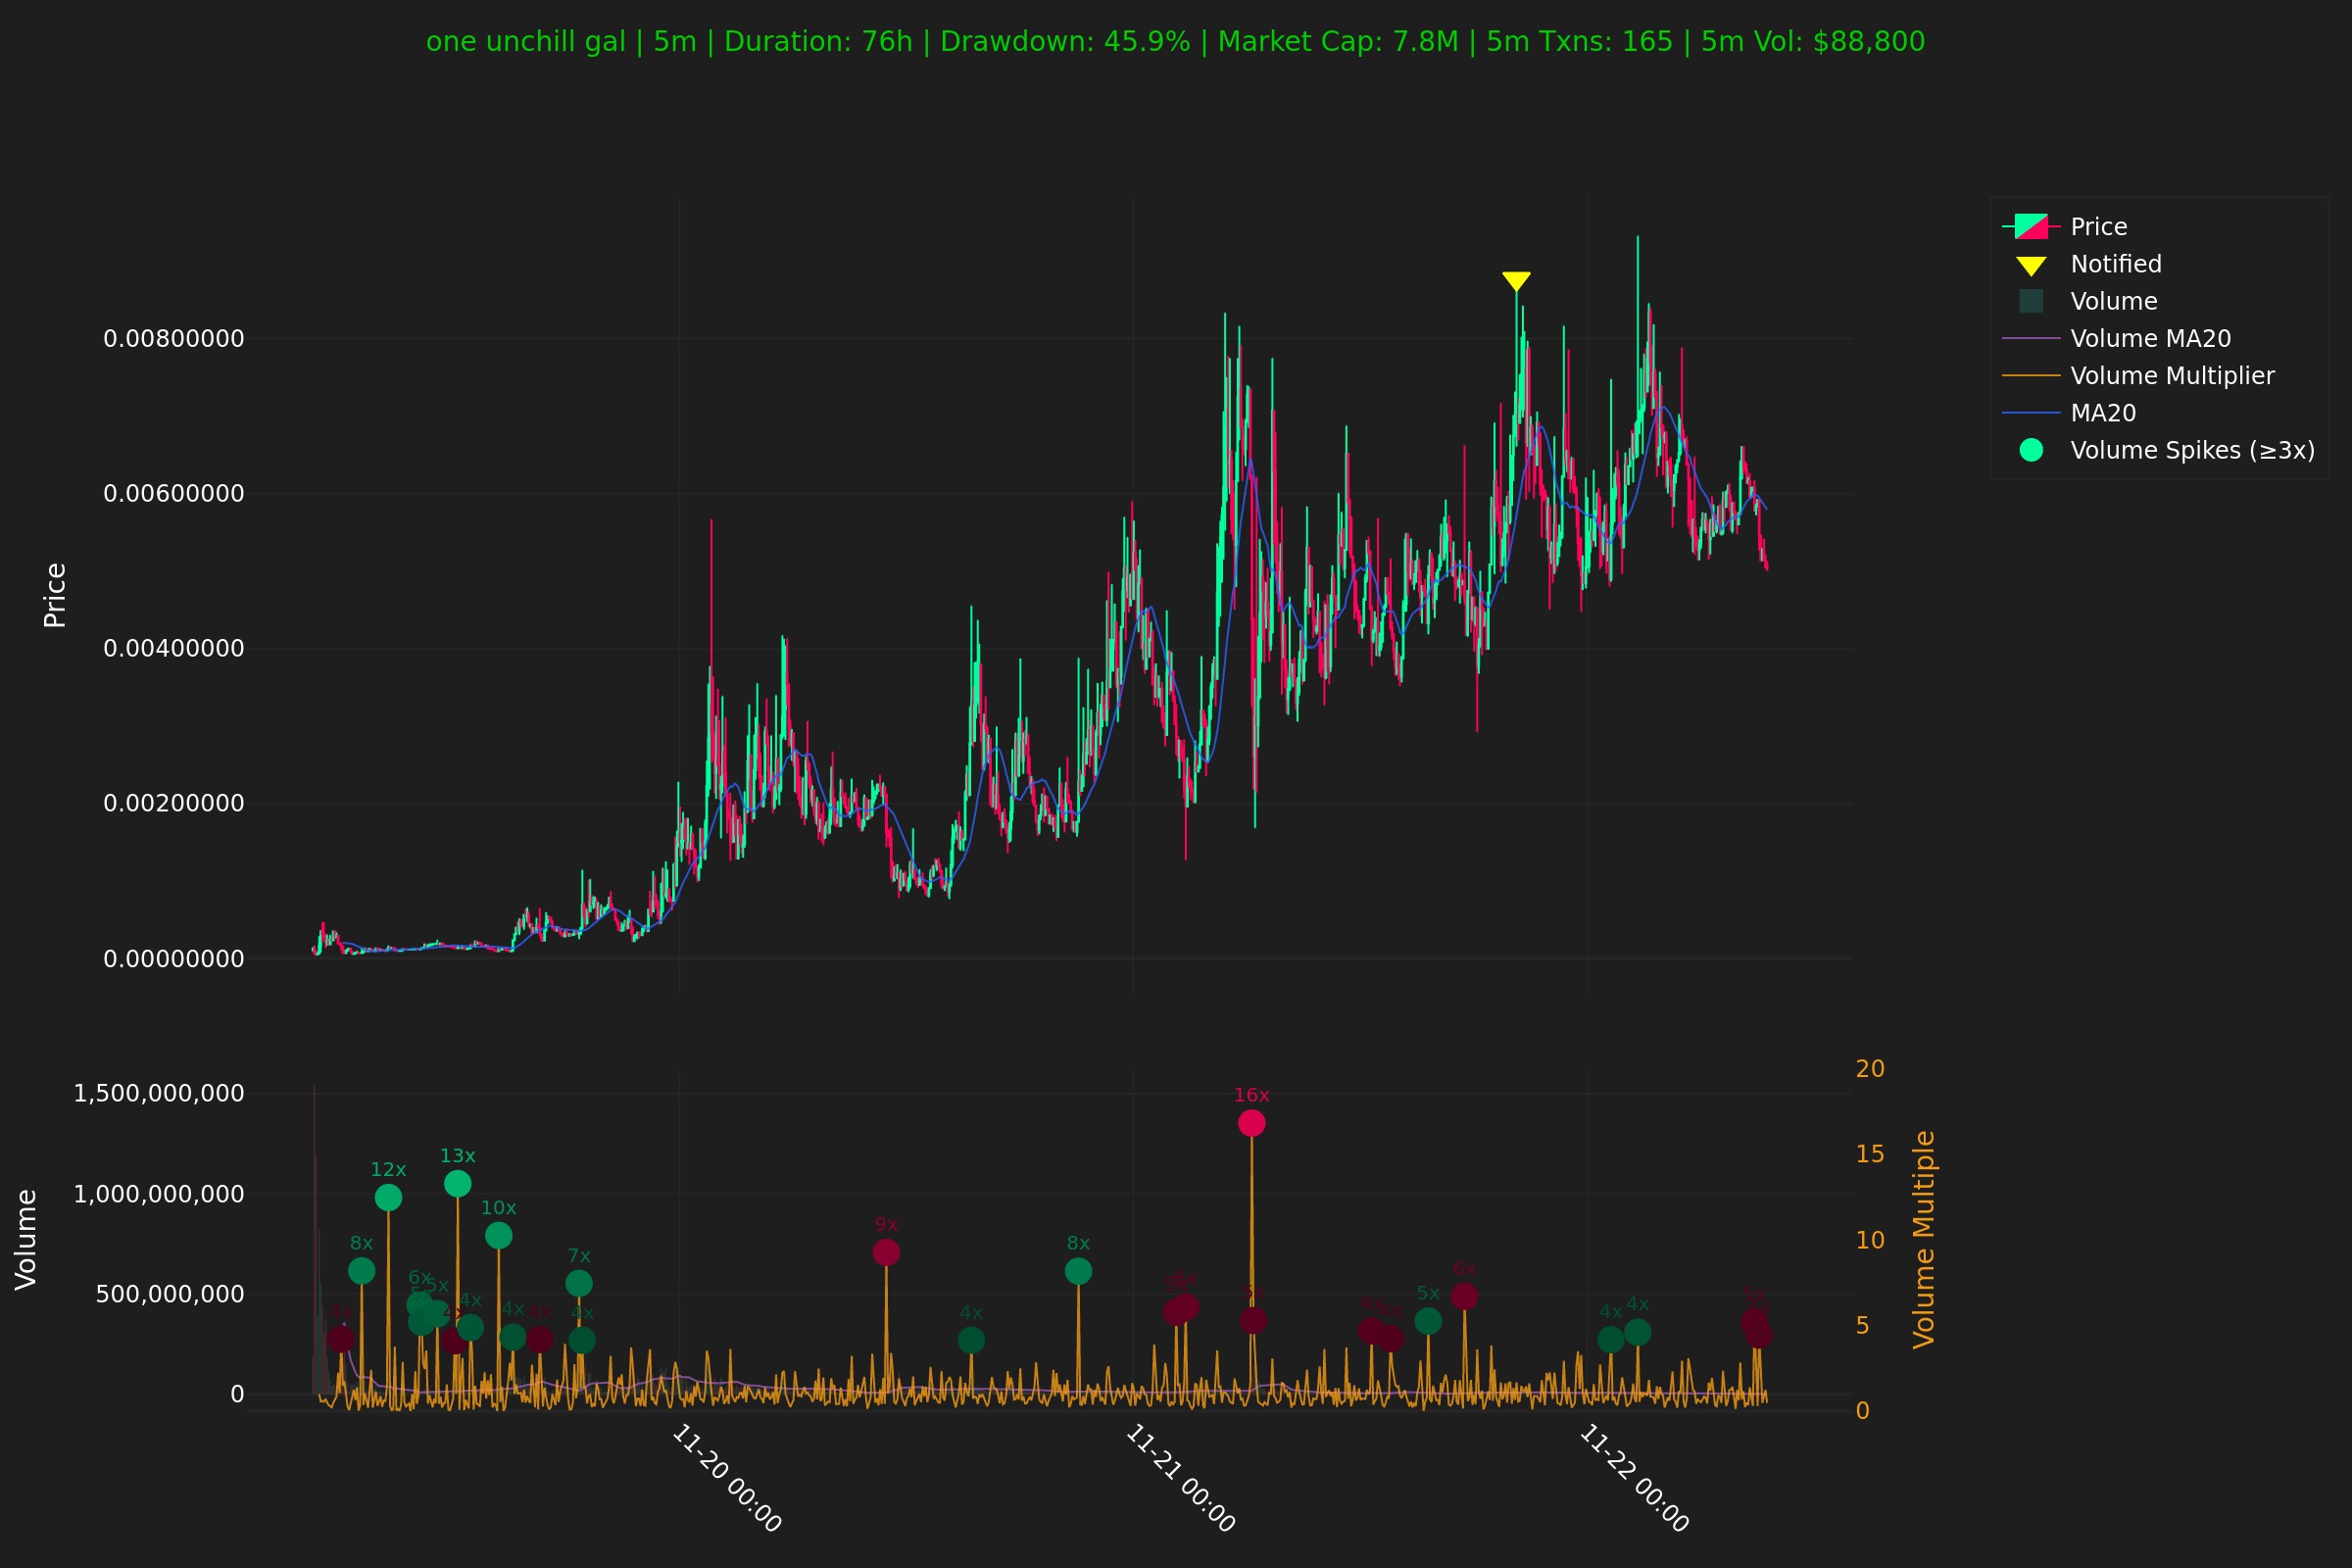 one unchill gal | 5m | Duration: 76h | Drawdown: 45.9% | Market Cap: 7.8M | 5m Txns: 165 | 5m Vol: $88,800
Price
Notified
Volume
Volume MA20
Volume Multiplier
MA20
Volume Spikes (≥3x)
Price
0.00800000
0.00600000
0.00400000
0.00200000
0.00000000
Volume
1,500,000,000
1,000,000,000
500,000,000
0
4x
8x
12x
6x
5x
13x
4x
10x
4x
4x
7x
4x
9x
4x
8x
6x
16x
5x
6x
4x
4x
20
15
10
5
0
Volume Multiple
11-20 00:00
11-21 00:00
11-22 00:00